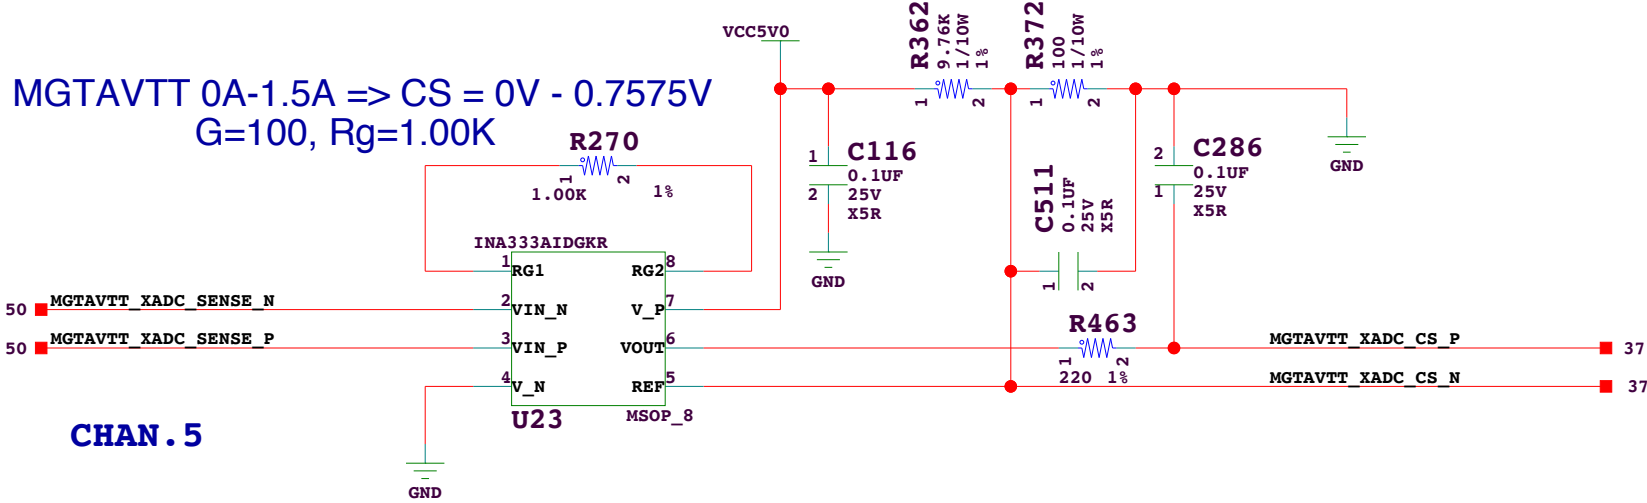 VCC5V0
MGTAVTT 0A-1.5A => CS = 0V - 0.7575V
G=100, Rg=1.00K
R362
9.76K
1/10W
1%
1
2
R372
100
1/10W
1%
1
2
R270
1
2
1.00K
1%
1
2
C116
0.1UF
25V
X5R
GND
C511
0.1UF
25V
X5R
1
2
2
1
C286
0.1UF
25V
X5R
GND
INA333AIDGKR
1
RG1
RG2
8
50
MGTAVTT_XADC_SENSE_N
2
VIN_N
V_P
7
50
MGTAVTT_XADC_SENSE_P
3
VIN_P
VOUT
6
4
V_N
REF
5
U23
MSOP_8
R463
1
2
220 1%
MGTAVTT_XADC_CS_P
37
MGTAVTT_XADC_CS_N
37
CHAN.5
GND